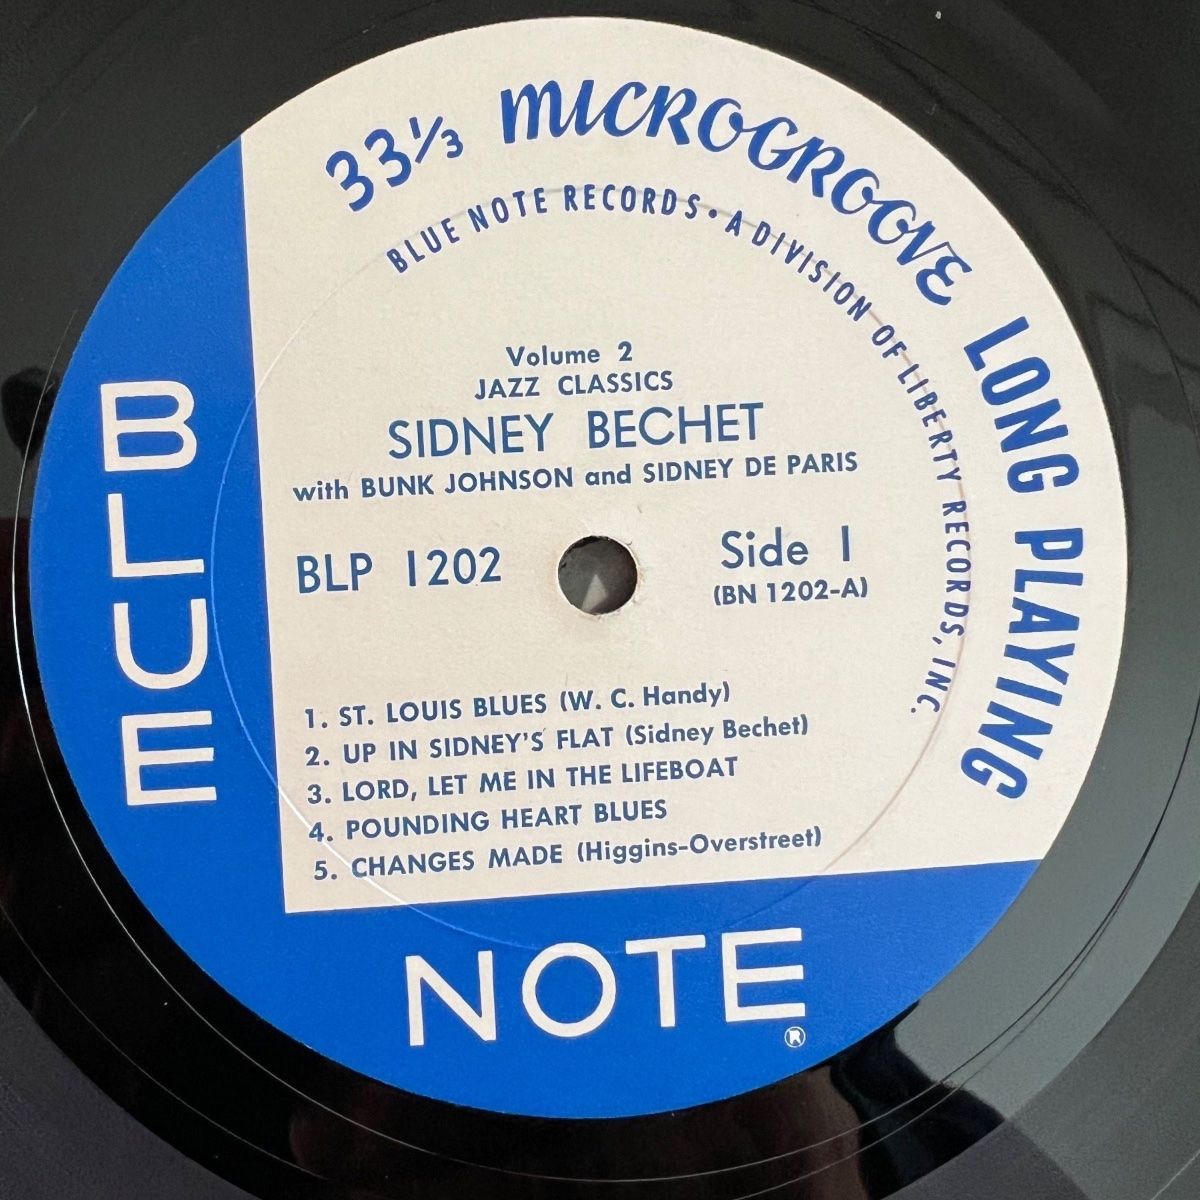 33⅓ MICROGROOVE LONG PLAYING
BLUE NOTE RECORDS • A DIVISION OF LIBERTY RECORDS, INC.
Volume 2
JAZZ CLASSICS
SIDNEY BECHET
with BUNK JOHNSON and SIDNEY DE PARIS
BLP 1202
Side 1
(BN 1202-A)
1. ST. LOUIS BLUES (W. C. Handy)
2. UP IN SIDNEY'S FLAT (Sidney Bechet)
3. LORD, LET ME IN THE LIFEBOAT
4. POUNDING HEART BLUES
5. CHANGES MADE (Higgins-Overstreet)
BLUE
NOTE ®